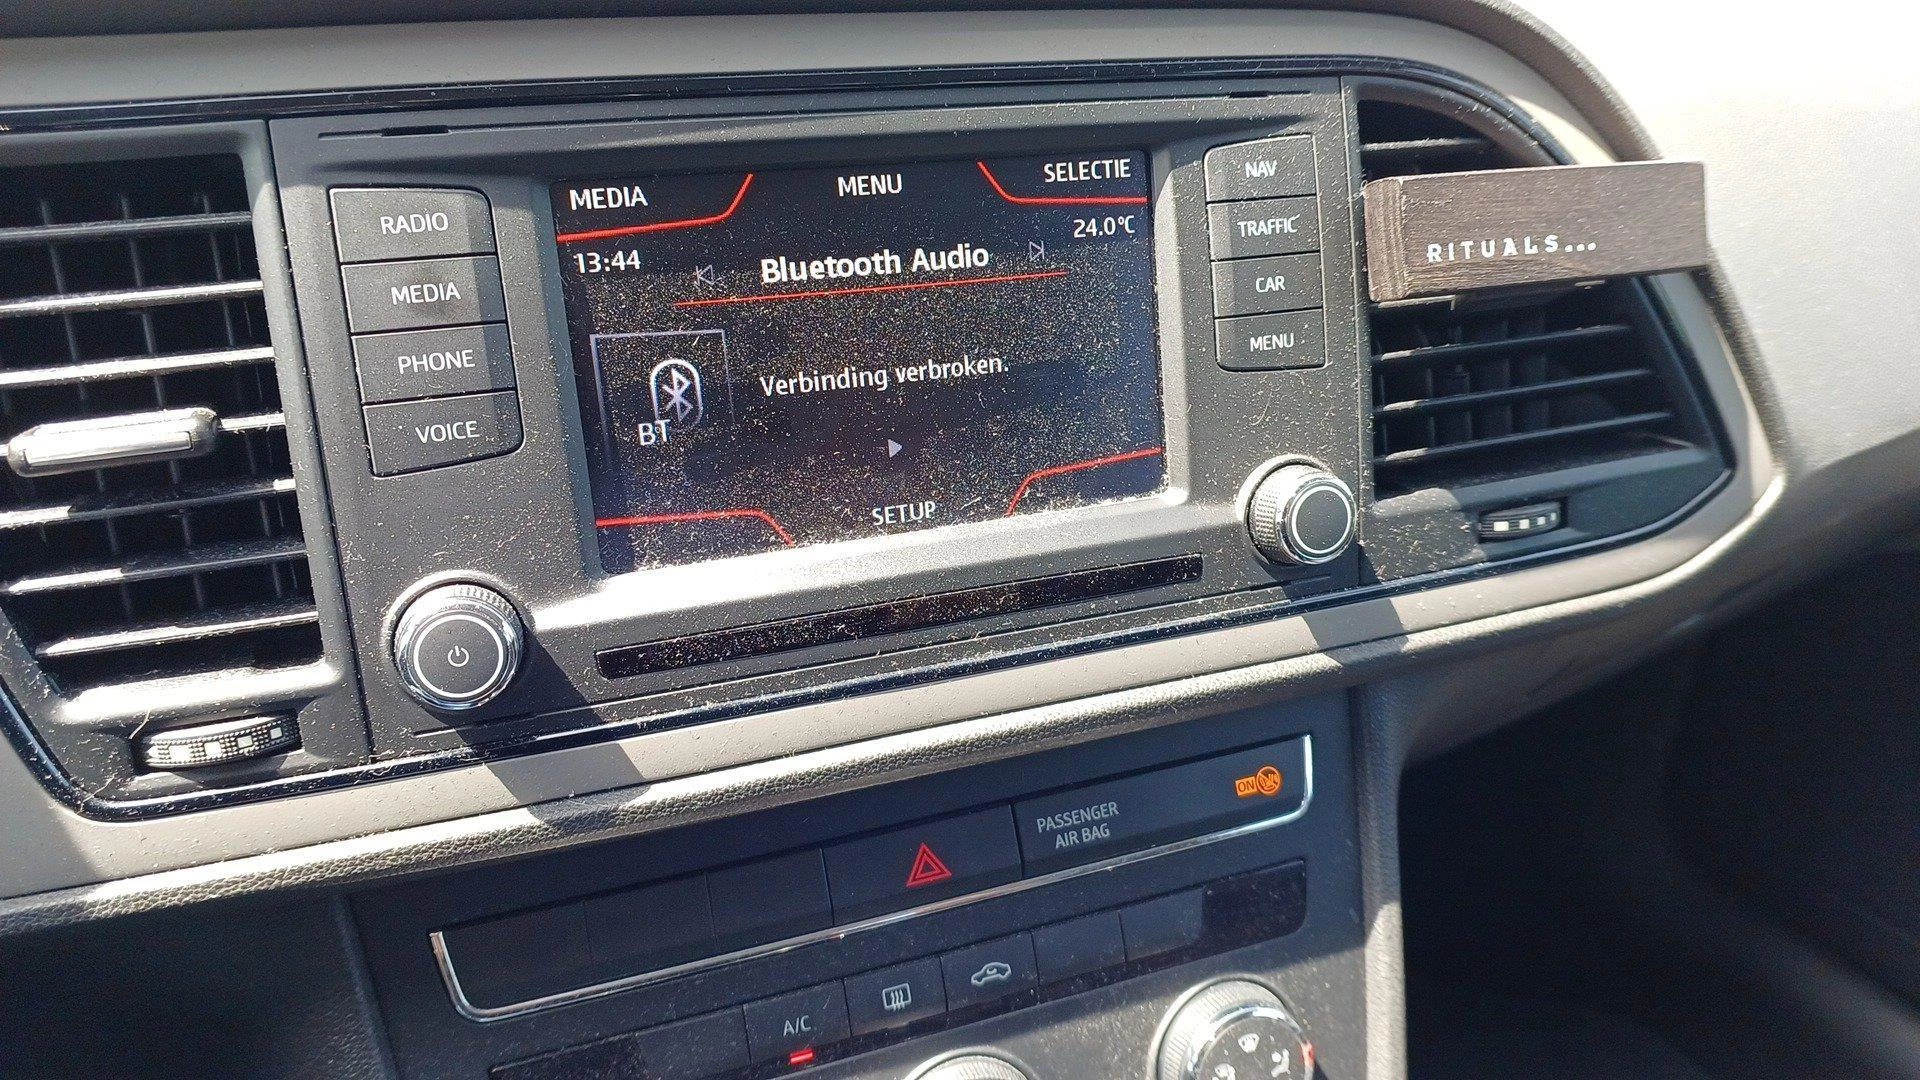 RADIO
MEDIA
PHONE
VOICE
MEDIA
MENU
SELECTIE
24.0°C
13:44
Bluetooth Audio
BT
Verbinding verbroken.
SETUP
NAV
TRAFFIC
CAR
MENU
RITUALS...
PASSENGER
AIR BAG
ON
A/C